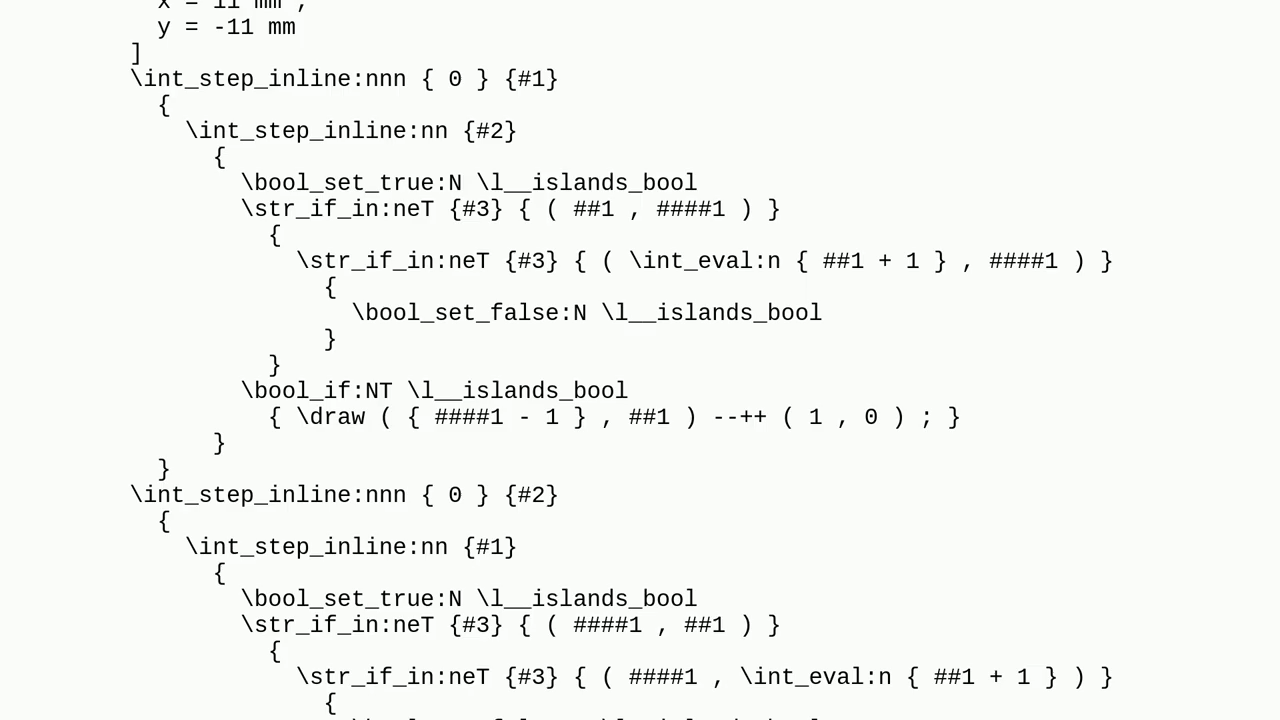 x = 11 mm ,
y = -11 mm
]
\int_step_inline:nnn { 0 } {#1}
{
\int_step_inline:nn {#2}
{
\bool_set_true:N \l__islands_bool
\str_if_in:neT {#3} { ( ##1 , ####1 ) }
{
\str_if_in:neT {#3} { ( \int_eval:n { ##1 + 1 } , ####1 ) }
{
\bool_set_false:N \l__islands_bool
}
}
\bool_if:NT \l__islands_bool
{ \draw ( { ####1 - 1 } , ##1 ) --++ ( 1 , 0 ) ; }
}
}
\int_step_inline:nnn { 0 } {#2}
{
\int_step_inline:nn {#1}
{
\bool_set_true:N \l__islands_bool
\str_if_in:neT {#3} { ( ####1 , ##1 ) }
{
\str_if_in:neT {#3} { ( ####1 , \int_eval:n { ##1 + 1 } ) }
{